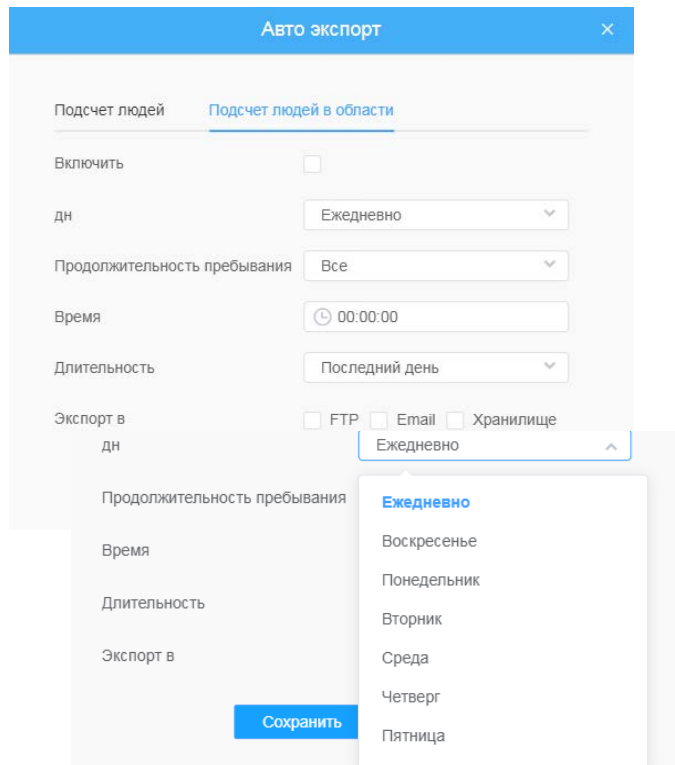 Авто экспорт
Подсчет людей Подсчет людей в области
Включить
дн Ежедневно
Продолжительность пребывания Все
Время 00:00:00
Длительность Последний день
Экспорт в FTP Email Хранилище
дн Ежедневно
Продолжительность пребывания Ежедневно
Воскресенье
Время
Понедельник
Длительность
Вторник
Экспорт в Среда
Четверг
Сохранить
Пятница